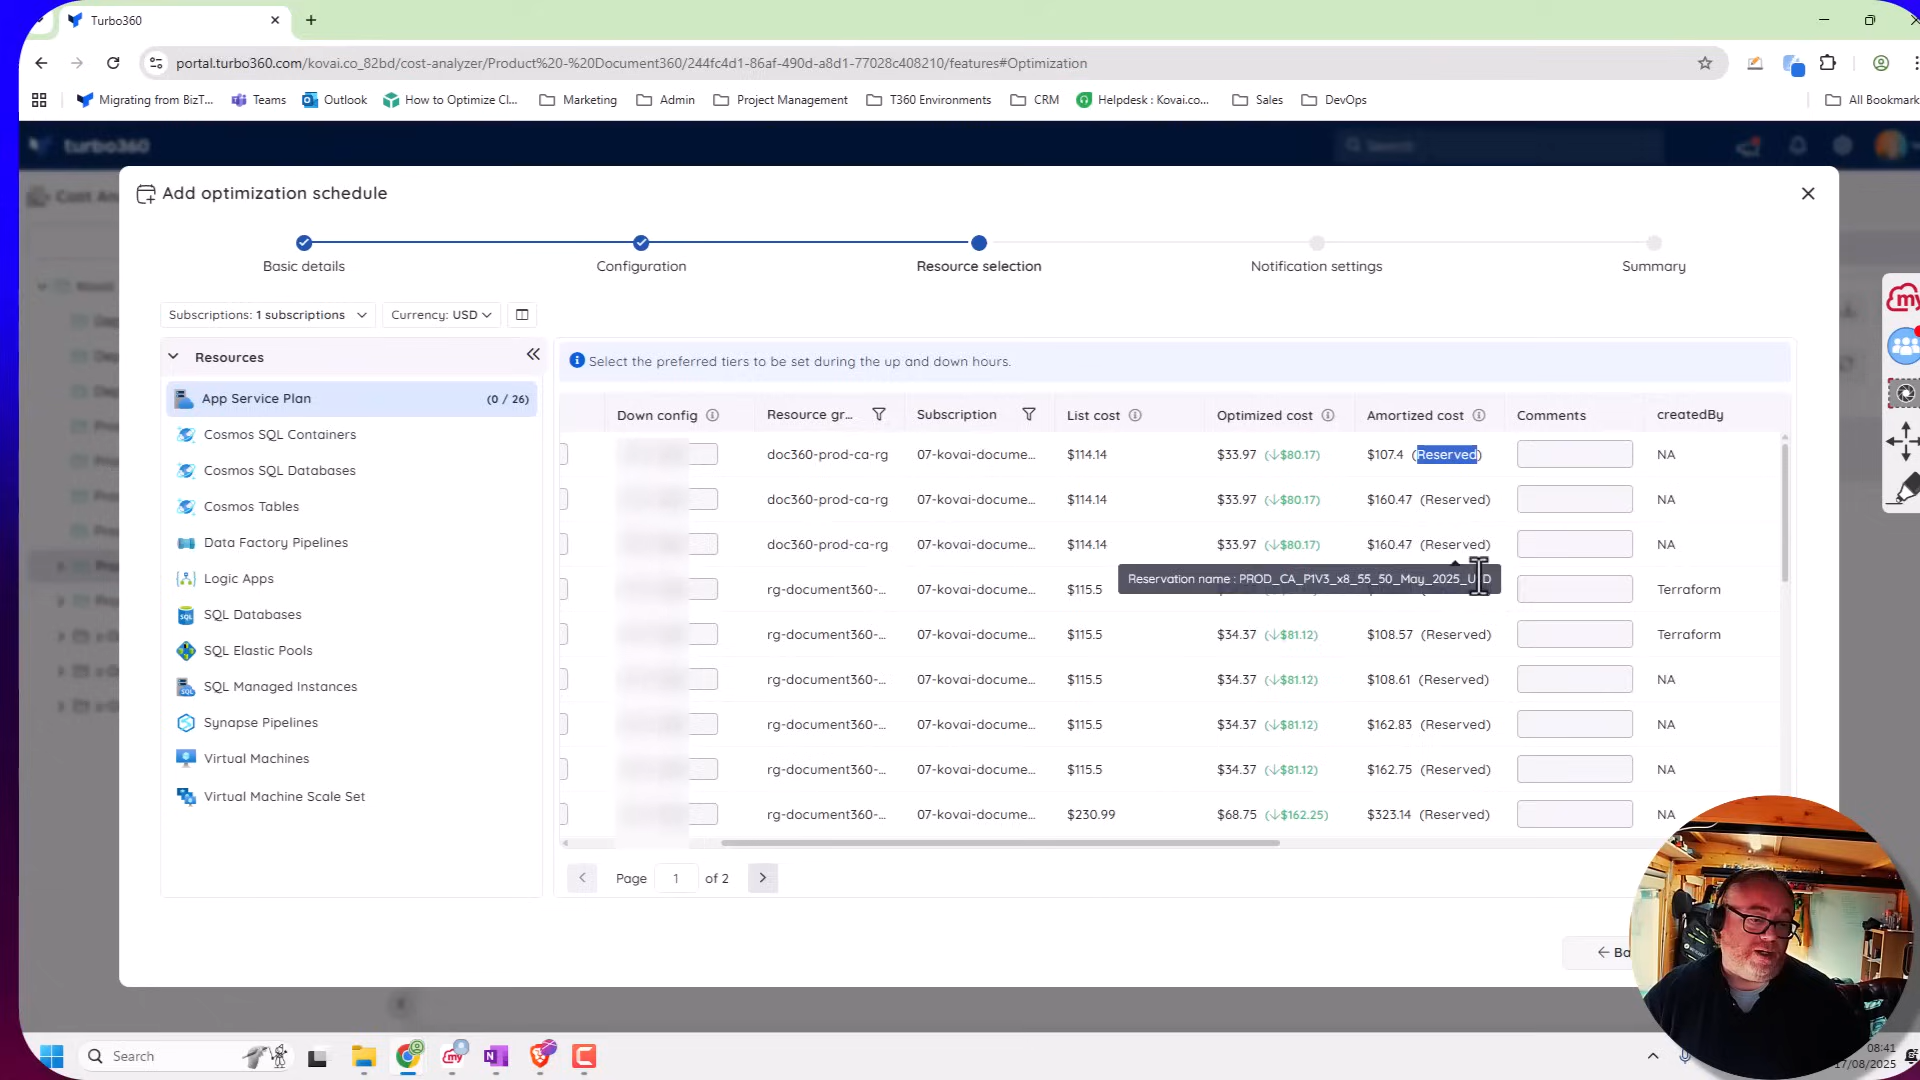 Turbo360
portal.turbo360.com/kovai.co_82bd/cost-analyzer/Product%20-%20Document360/244fc4d1-86af-490d-a8d1-77028c408210/features#Optimization
Migrating from BizT... Teams Outlook How to Optimize Cl... Marketing Admin Project Management T360 Environments CRM Helpdesk : Kovai.co... Sales DevOps All Bookmark
turbo360 Search
Cost An
Add optimization schedule
Basic details Configuration Resource selection Notification settings Summary
Subscriptions: 1 subscriptions Currency: USD
Resources
App Service Plan (0 / 26)
Cosmos SQL Containers
Cosmos SQL Databases
Cosmos Tables
Data Factory Pipelines
Logic Apps
SQL Databases
SQL Elastic Pools
SQL Managed Instances
Synapse Pipelines
Virtual Machines
Virtual Machine Scale Set
Select the preferred tiers to be set during the up and down hours.
Down config Resource gr... Subscription List cost Optimized cost Amortized cost Comments createdBy
doc360-prod-ca-rg 07-kovai-docume... $114.14 $33.97 (↓$80.17) $107.4 (Reserved) NA
doc360-prod-ca-rg 07-kovai-docume... $114.14 $33.97 (↓$80.17) $160.47 (Reserved) NA
doc360-prod-ca-rg 07-kovai-docume... $114.14 $33.97 (↓$80.17) $160.47 (Reserved) NA
Reservation name : PROD_CA_P1V3_x8_55_50_May_2025_USD
rg-document360-... 07-kovai-docume... $115.5 Terraform
rg-document360-... 07-kovai-docume... $115.5 $34.37 (↓$81.12) $108.57 (Reserved) Terraform
rg-document360-... 07-kovai-docume... $115.5 $34.37 (↓$81.12) $108.61 (Reserved) NA
rg-document360-... 07-kovai-docume... $115.5 $34.37 (↓$81.12) $162.83 (Reserved) NA
rg-document360-... 07-kovai-docume... $115.5 $34.37 (↓$81.12) $162.75 (Reserved) NA
rg-document360-... 07-kovai-docume... $230.99 $68.75 (↓$162.25) $323.14 (Reserved) NA
Page 1 of 2
Ba
Search
08:41
17/08/2025